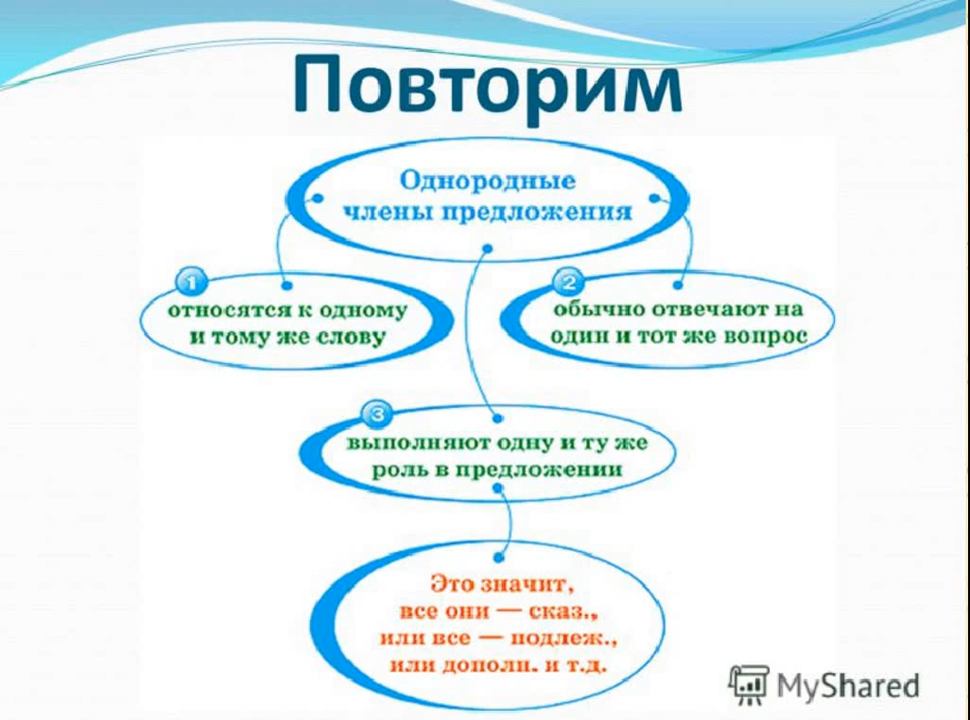 Повторим
Однородные
члены предложения
1
относятся к одному
и тому же слову
2
обычно отвечают на
один и тот же вопрос
3
выполняют одну и ту же
роль в предложении
Это значит,
все они — сказ.,
или все — подлеж.,
или дополн. и т.д.
MyShared